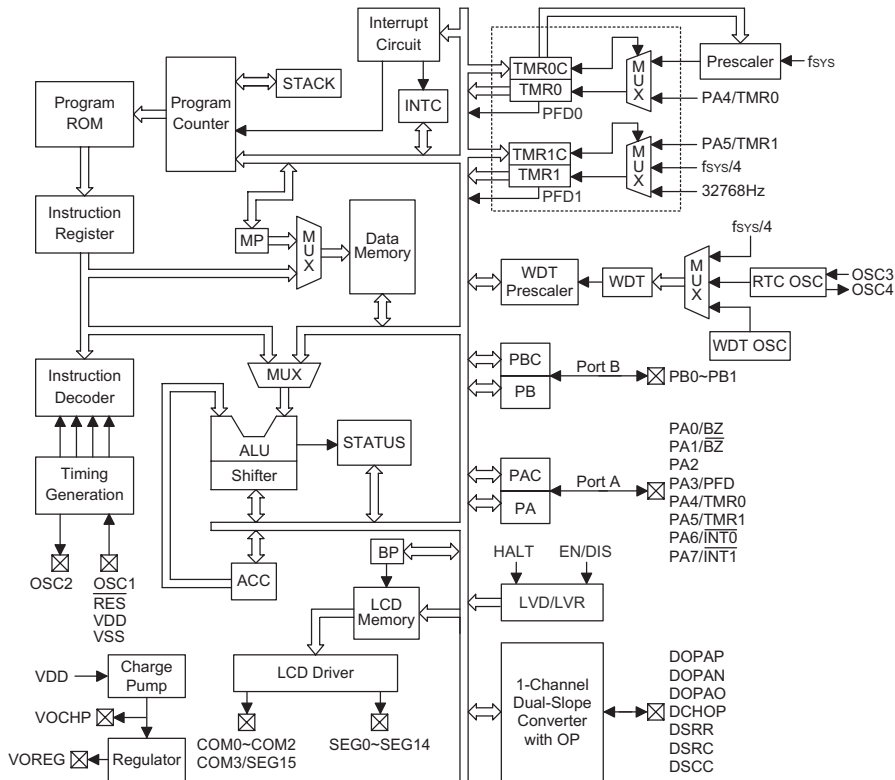 Interrupt
Circuit
STACK
Program
ROM
Program
Counter
INTC
TMR0C
TMR0
PFD0
MUX
Prescaler
fSYS
PA4/TMR0
TMR1C
TMR1
PFD1
MUX
PA5/TMR1
fSYS/4
32768Hz
Instruction
Register
MP
MUX
Data
Memory
WDT
Prescaler
WDT
MUX
fSYS/4
RTC OSC
OSC3
OSC4
WDT OSC
Instruction
Decoder
MUX
PBC
PB
Port B
PB0~PB1
ALU
Shifter
STATUS
Timing
Generation
PAC
PA
Port A
PA0/BZ
PA1/B̅Z̅
PA2
PA3/PFD
PA4/TMR0
PA5/TMR1
PA6/I̅N̅T̅0̅
PA7/I̅N̅T̅1̅
OSC2
OSC1
R̅E̅S̅
VDD
VSS
ACC
BP
LCD
Memory
HALT
EN/DIS
LVD/LVR
VDD
Charge
Pump
VOCHP
VOREG
Regulator
LCD Driver
COM0~COM2
COM3/SEG15
SEG0~SEG14
1-Channel
Dual-Slope
Converter
with OP
DOPAP
DOPAN
DOPAO
DCHOP
DSRR
DSRC
DSCC